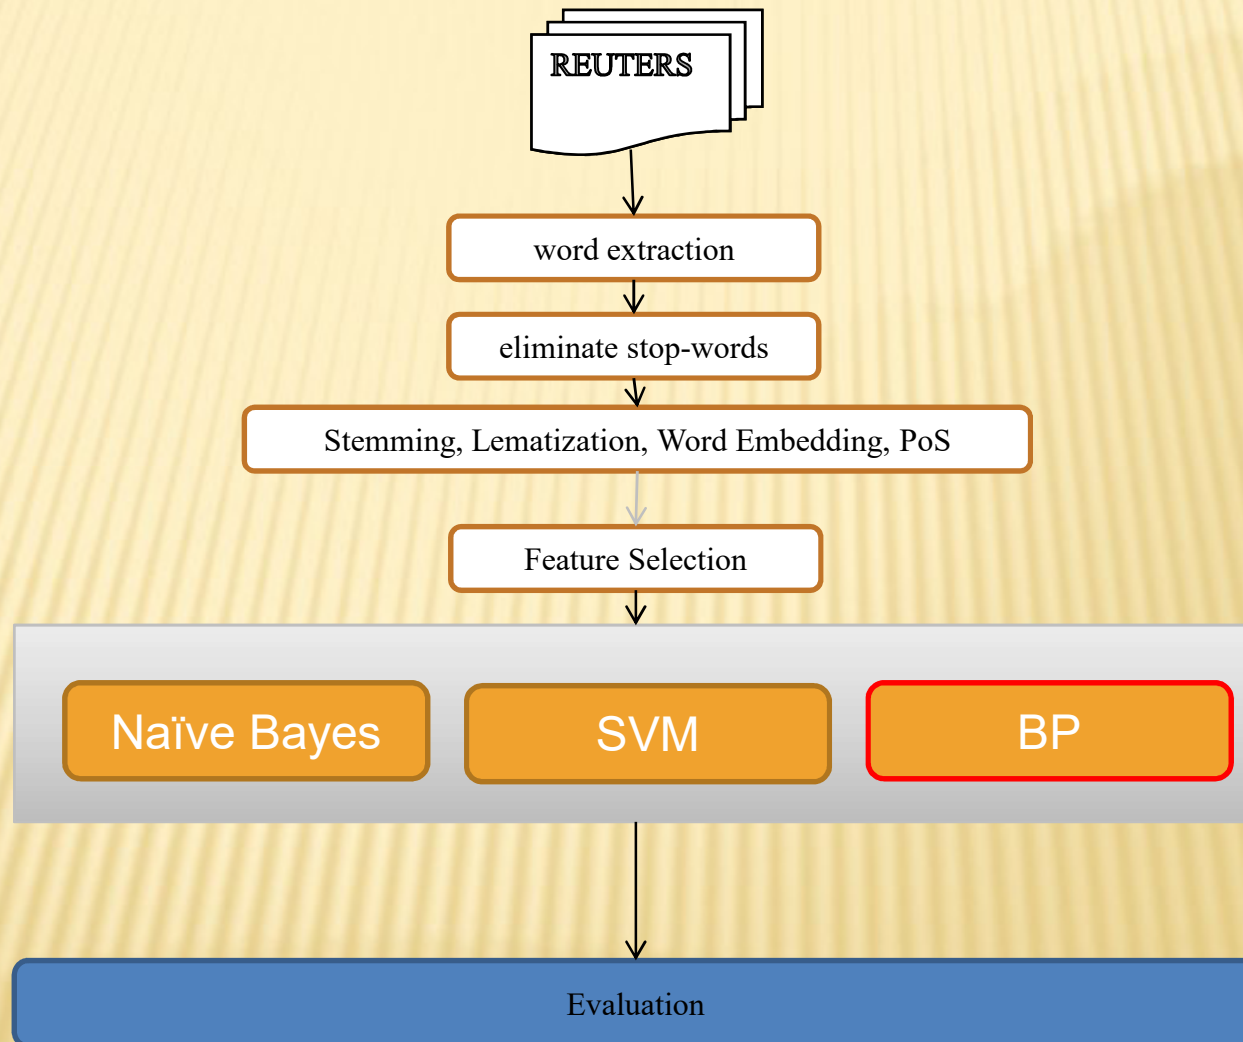 REUTERS
word extraction
eliminate stop-words
Stemming, Lematization, Word Embedding, PoS
Feature Selection
Naïve Bayes
SVM
BP
Evaluation